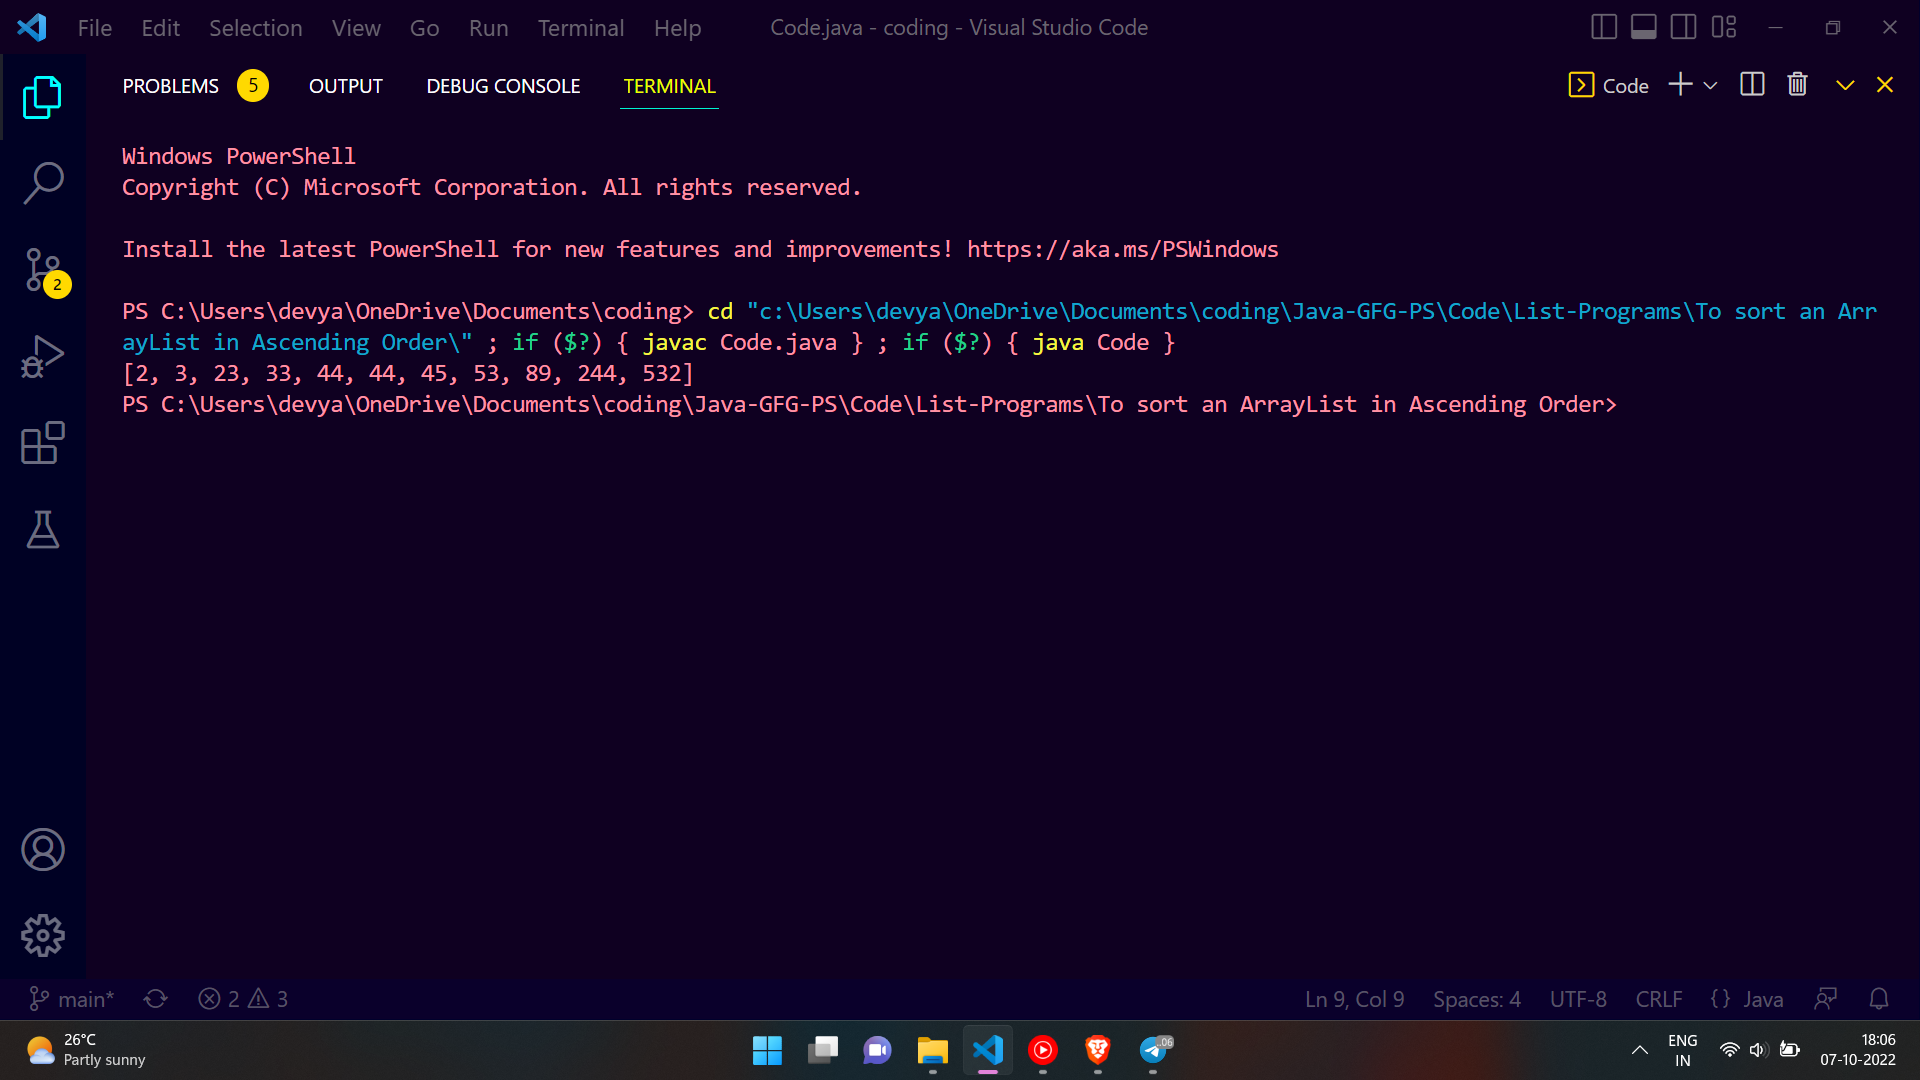 File Edit Selection View Go Run Terminal Help Code.java - coding - Visual Studio Code
PROBLEMS 5 OUTPUT DEBUG CONSOLE TERMINAL Code
Windows PowerShell
Copyright (C) Microsoft Corporation. All rights reserved.
Install the latest PowerShell for new features and improvements! https://aka.ms/PSWindows
PS C:\Users\devya\OneDrive\Documents\coding> cd "c:\Users\devya\OneDrive\Documents\coding\Java-GFG-PS\Code\List-Programs\To sort an Arr
ayList in Ascending Order\" ; if ($?) { javac Code.java } ; if ($?) { java Code }
[2, 3, 23, 33, 44, 44, 45, 53, 89, 244, 532]
PS C:\Users\devya\OneDrive\Documents\coding\Java-GFG-PS\Code\List-Programs\To sort an ArrayList in Ascending Order>
2
main* 2 3 Ln 9, Col 9 Spaces: 4 UTF-8 CRLF {} Java
26°C
Partly sunny
.06
ENG
IN
18:06
07-10-2022